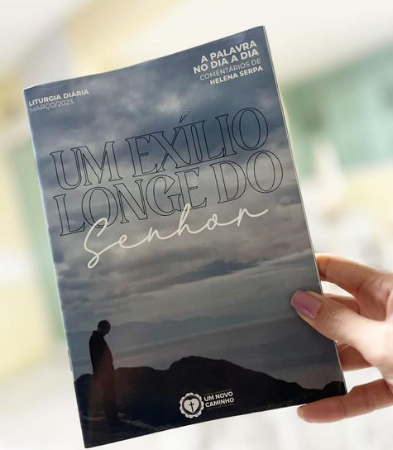 LITURGIA DIÁRIA
MARÇO/2023
A PALAVRA
NO DIA A DIA
COMENTÁRIOS DE
HELENA SERPA
UM EXÍLIO
LONGE DO
Senhor
UM NOVO
CAMINHO